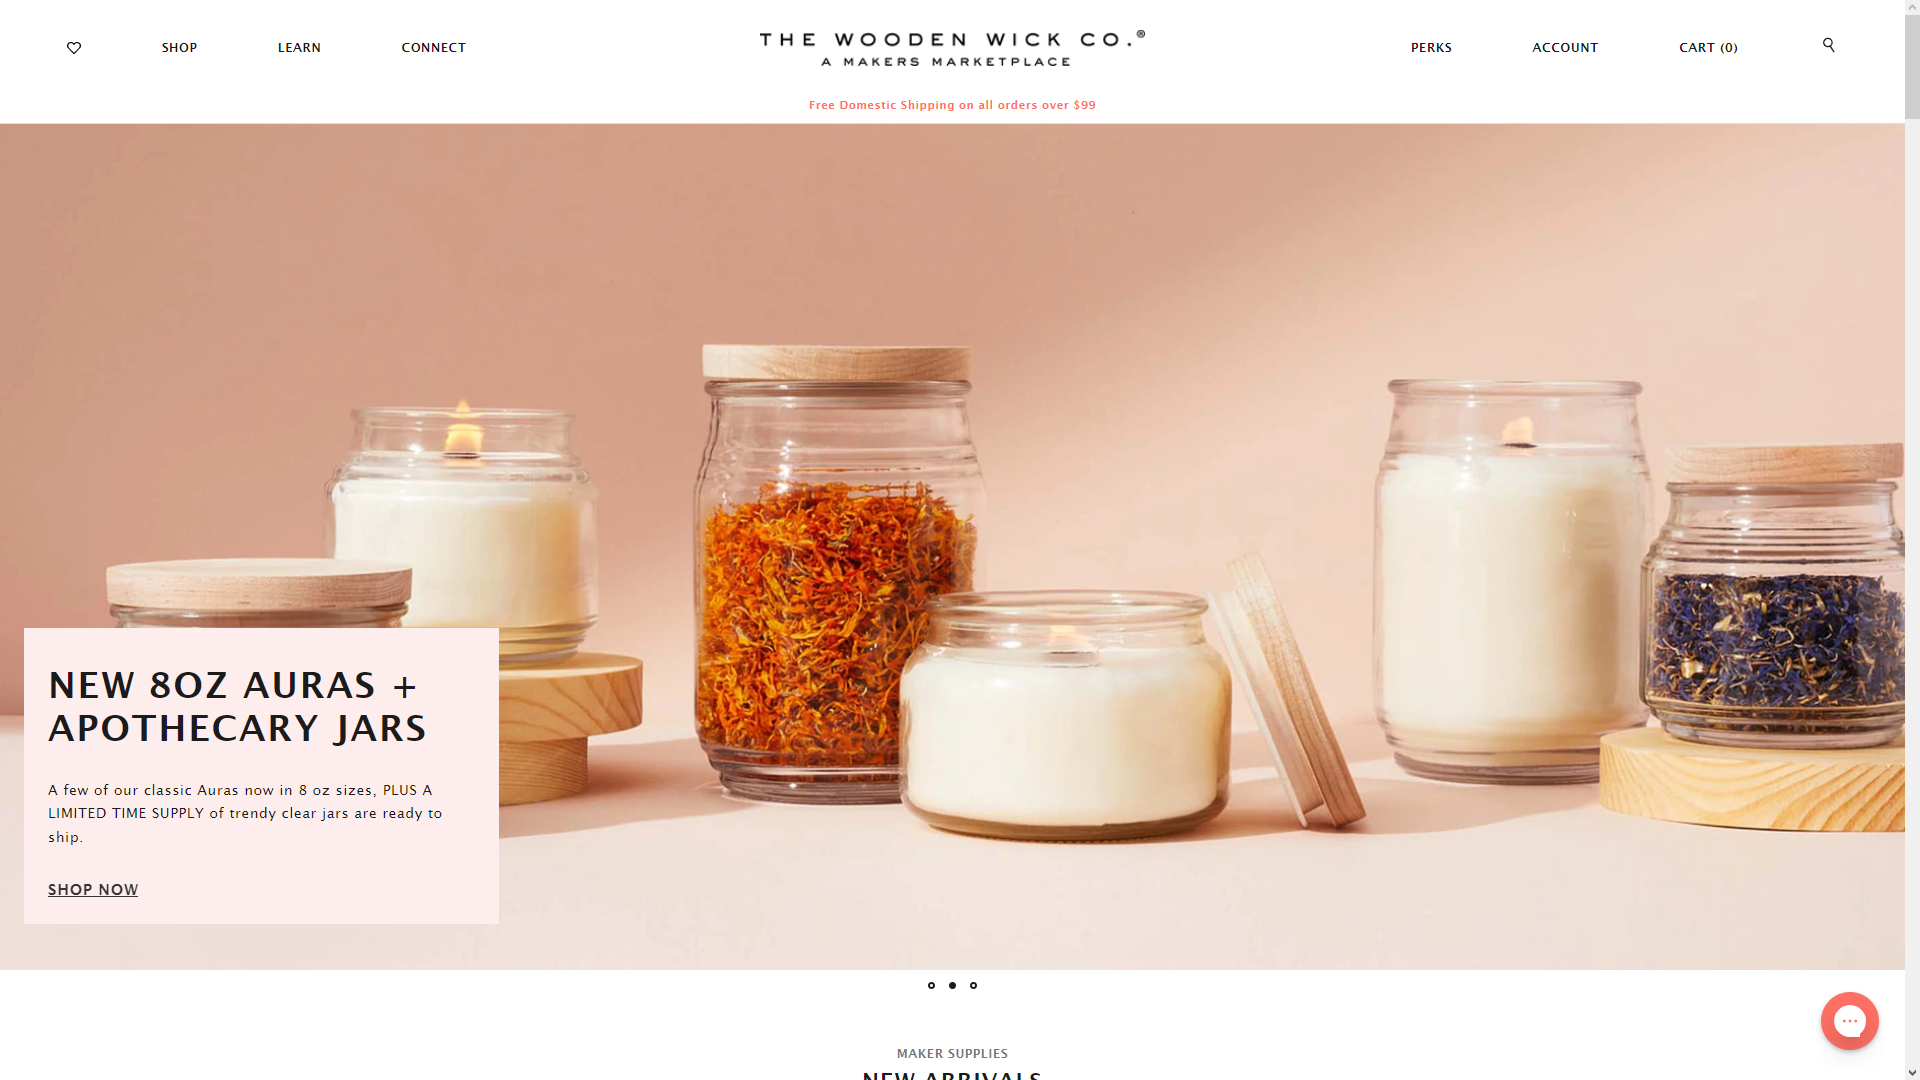 SHOP
LEARN
CONNECT
THE WOODEN WICK CO.®
A MAKERS MARKETPLACE
PERKS
ACCOUNT
CART (0)
Free Domestic Shipping on all orders over $99
NEW 8OZ AURAS +
APOTHECARY JARS
A few of our classic Auras now in 8 oz sizes, PLUS A
LIMITED TIME SUPPLY of trendy clear jars are ready to
ship.
SHOP NOW
MAKER SUPPLIES
NEW ARRIVALS